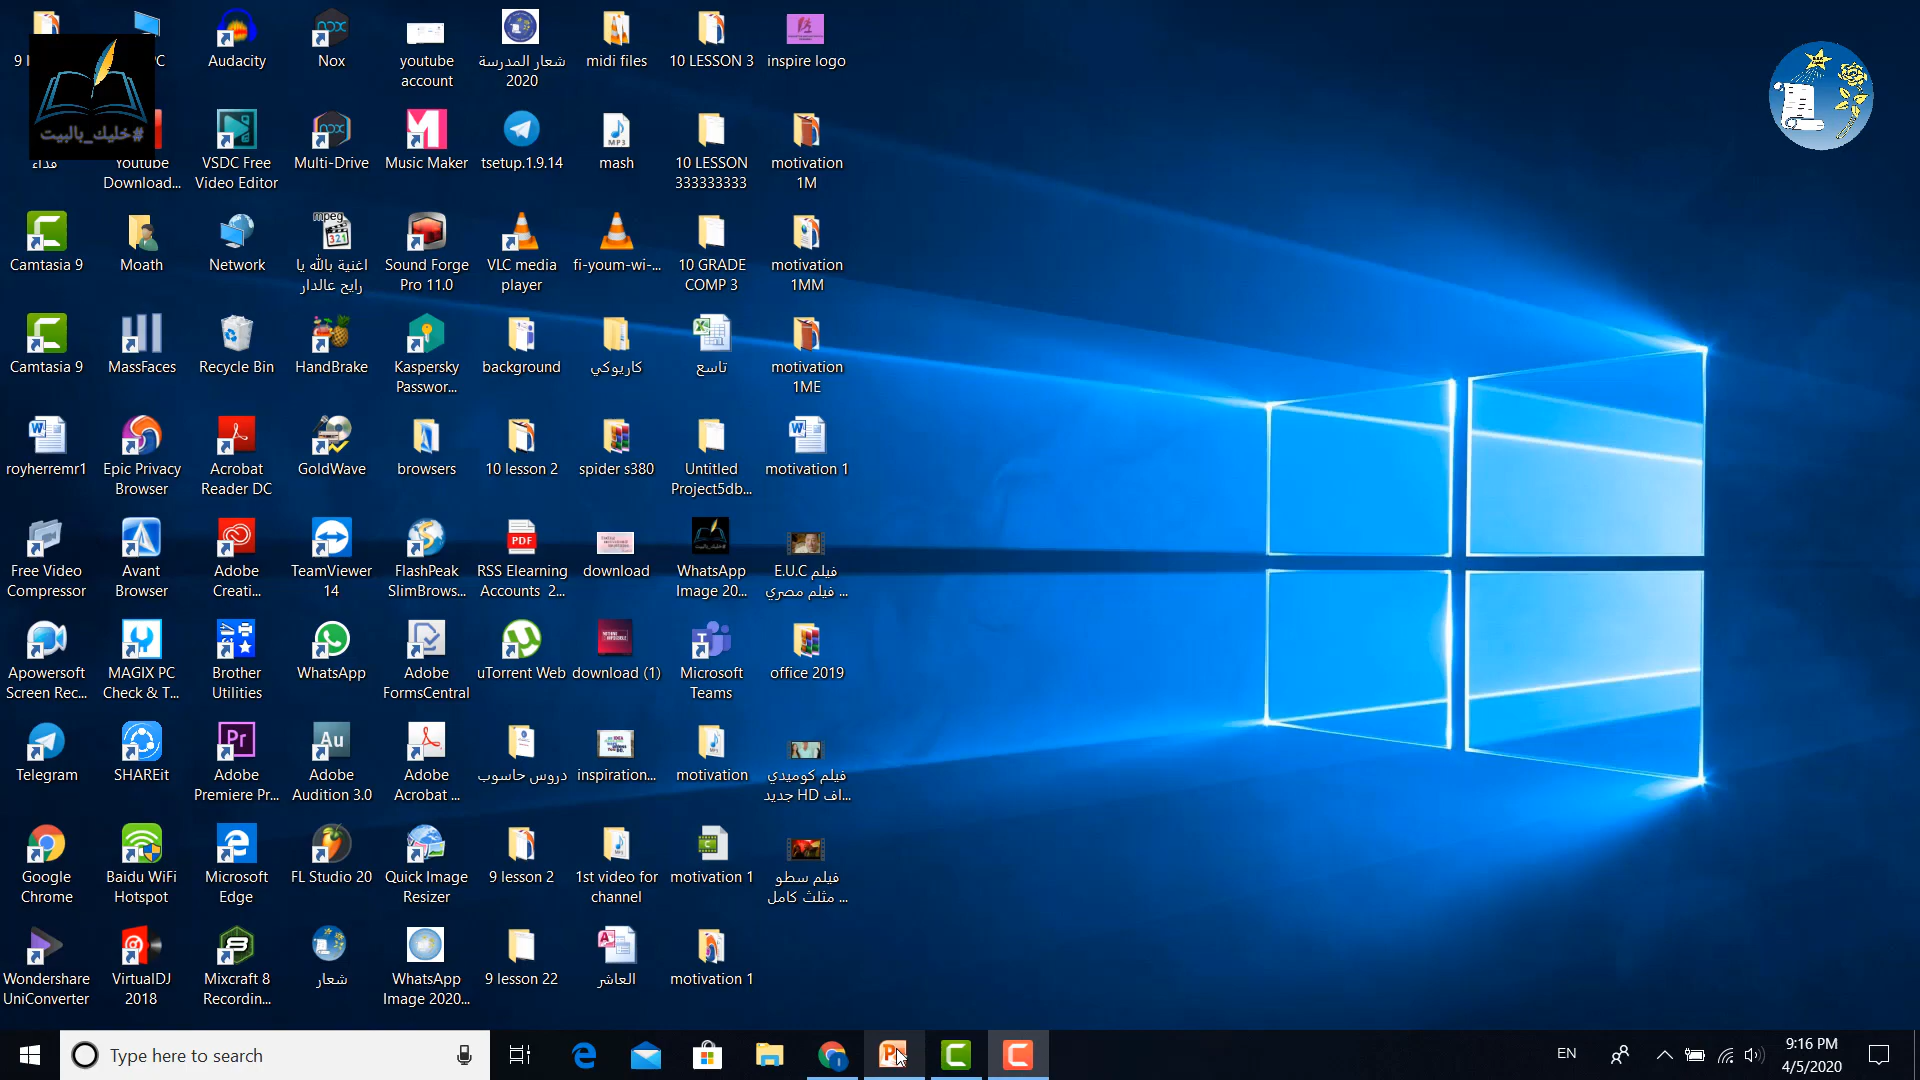 Audacity
Nox
youtube
account
شعار المدرسة
2020
midi files
10 LESSON 3
inspire logo
#خليك_بالبيت
فداء
Youtube
Download...
VSDC Free
Video Editor
Multi-Drive
Music Maker
tsetup.1.9.14
MP3
mash
10 LESSON
333333333
motivation
1M
Camtasia 9
Moath
Network
mpeg
321
اغنية بالله يا
رايح عالدار
Sound Forge
Pro 11.0
VLC media
player
fi-youm-wi-...
10 GRADE
COMP 3
motivation
1MM
Camtasia 9
MassFaces
Recycle Bin
HandBrake
Kaspersky
Passwor...
background
كاريوكي
تاسع
motivation
1ME
royherremr1
Epic Privacy
Browser
Acrobat
Reader DC
GoldWave
browsers
10 lesson 2
spider s380
Untitled
Project5db...
motivation 1
Free Video
Compressor
Avant
Browser
Adobe
Creati...
TeamViewer
14
FlashPeak
SlimBrows...
PDF
RSS Elearning
Accounts 2...
download
WhatsApp
Image 20...
فيلم E.U.C
فيلم مصري ...
Apowersoft
Screen Rec...
MAGIX PC
Check & T...
Brother
Utilities
WhatsApp
Adobe
FormsCentral
uTorrent Web
download (1)
Microsoft
Teams
office 2019
Telegram
SHAREit
Pr
Adobe
Premiere Pr...
Au
Adobe
Audition 3.0
Adobe
Acrobat ...
دروس حاسوب
inspiration...
motivation
فيلم كوميدي
جديد HD اف...
Google
Chrome
Baidu WiFi
Hotspot
Microsoft
Edge
FL Studio 20
Quick Image
Resizer
9 lesson 2
1st video for
channel
motivation 1
فيلم سطو
مثلث كامل ...
Wondershare
UniConverter
VirtualDJ
2018
Mixcraft 8
Recordin...
شعار
WhatsApp
Image 2020...
9 lesson 22
العاشر
motivation 1
Type here to search
EN
9:16 PM
4/5/2020